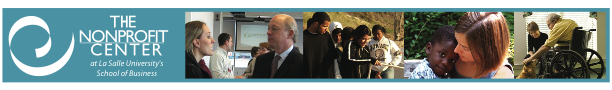 THE
NONPROFIT
CENTER
at La Salle University's
School of Business